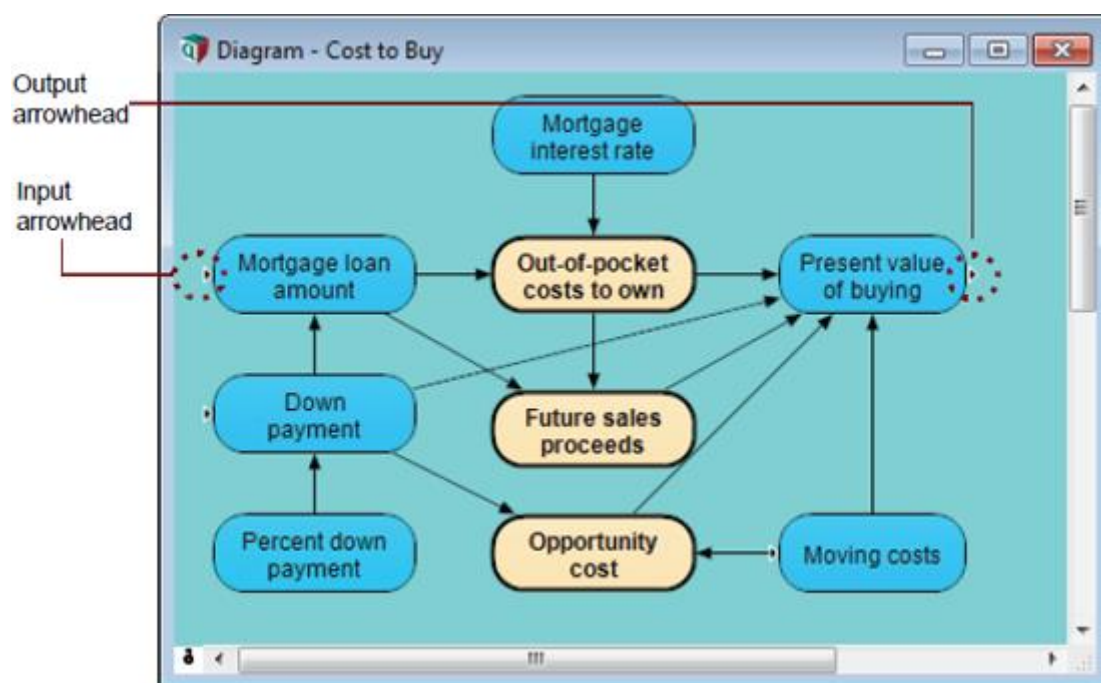 Diagram - Cost to Buy
Output
arrowhead
Input
arrowhead
Mortgage
interest rate
Mortgage loan
amount
Out-of-pocket
costs to own
Present value
of buying
Down
payment
Future sales
proceeds
Percent down
payment
Opportunity
cost
Moving costs